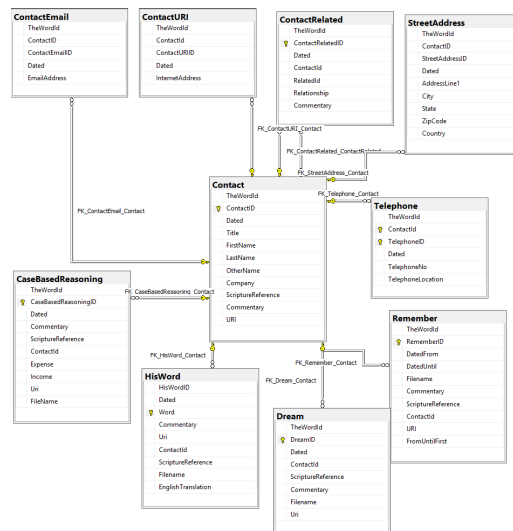 ContactEmail
TheWordId
ContactID
ContactEmailID
Dated
EmailAddress
ContactURI
TheWordId
ContactId
ContactURIID
Dated
InternetAddress
ContactRelated
TheWordId
ContactRelatedID
Dated
ContactId
RelatedId
Relationship
Commentary
StreetAddress
TheWordId
ContactID
StreetAddressID
Dated
AddressLine1
City
State
ZipCode
Country
FK_ContactURI_Contact
FK_ContactRelated_ContactRelated
FK_StreetAddress_Contact
FK_Telephone_Contact
FK_ContactEmail_Contact
Contact
TheWordId
ContactID
Dated
Title
FirstName
LastName
OtherName
Company
ScriptureReference
Commentary
URI
Telephone
TheWordId
ContactId
TelephoneID
Dated
TelephoneNo
TelephoneLocation
CaseBasedReasoning
TheWordId
CaseBasedReasoningID
Dated
Commentary
ScriptureReference
ContactId
Expense
Income
Uri
FileName
FK_CaseBasedReasoning_Contact
FK_HisWord_Contact
FK_Remember_Contact
FK_Dream_Contact
HisWord
HisWordID
Dated
Word
Commentary
Uri
ContactId
ScriptureReference
Filename
EnglishTranslation
Dream
TheWordId
DreamID
Dated
ContactId
ScriptureReference
Commentary
Filename
Uri
Remember
TheWordId
RememberID
DatedFrom
DatedUntil
Filename
Commentary
ScriptureReference
ContactId
URI
FromUntilFirst